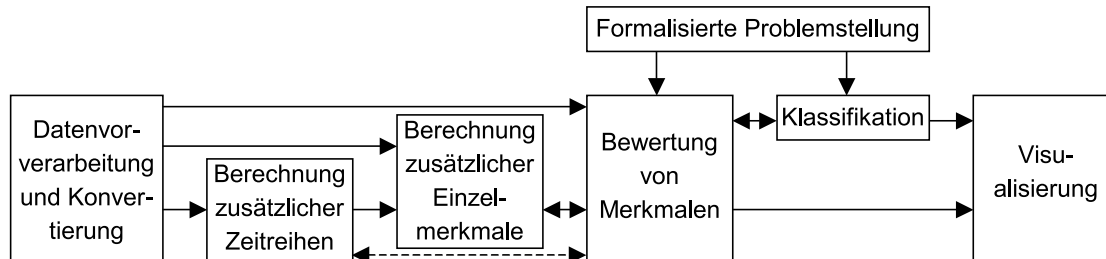 Formalisierte Problemstellung
Datenvor-
verarbeitung
und Konver-
tierung
Berechnung
zusätzlicher
Zeitreihen
Berechnung
zusätzlicher
Einzel-
merkmale
Bewertung
von
Merkmalen
Klassifikation
Visu-
alisierung